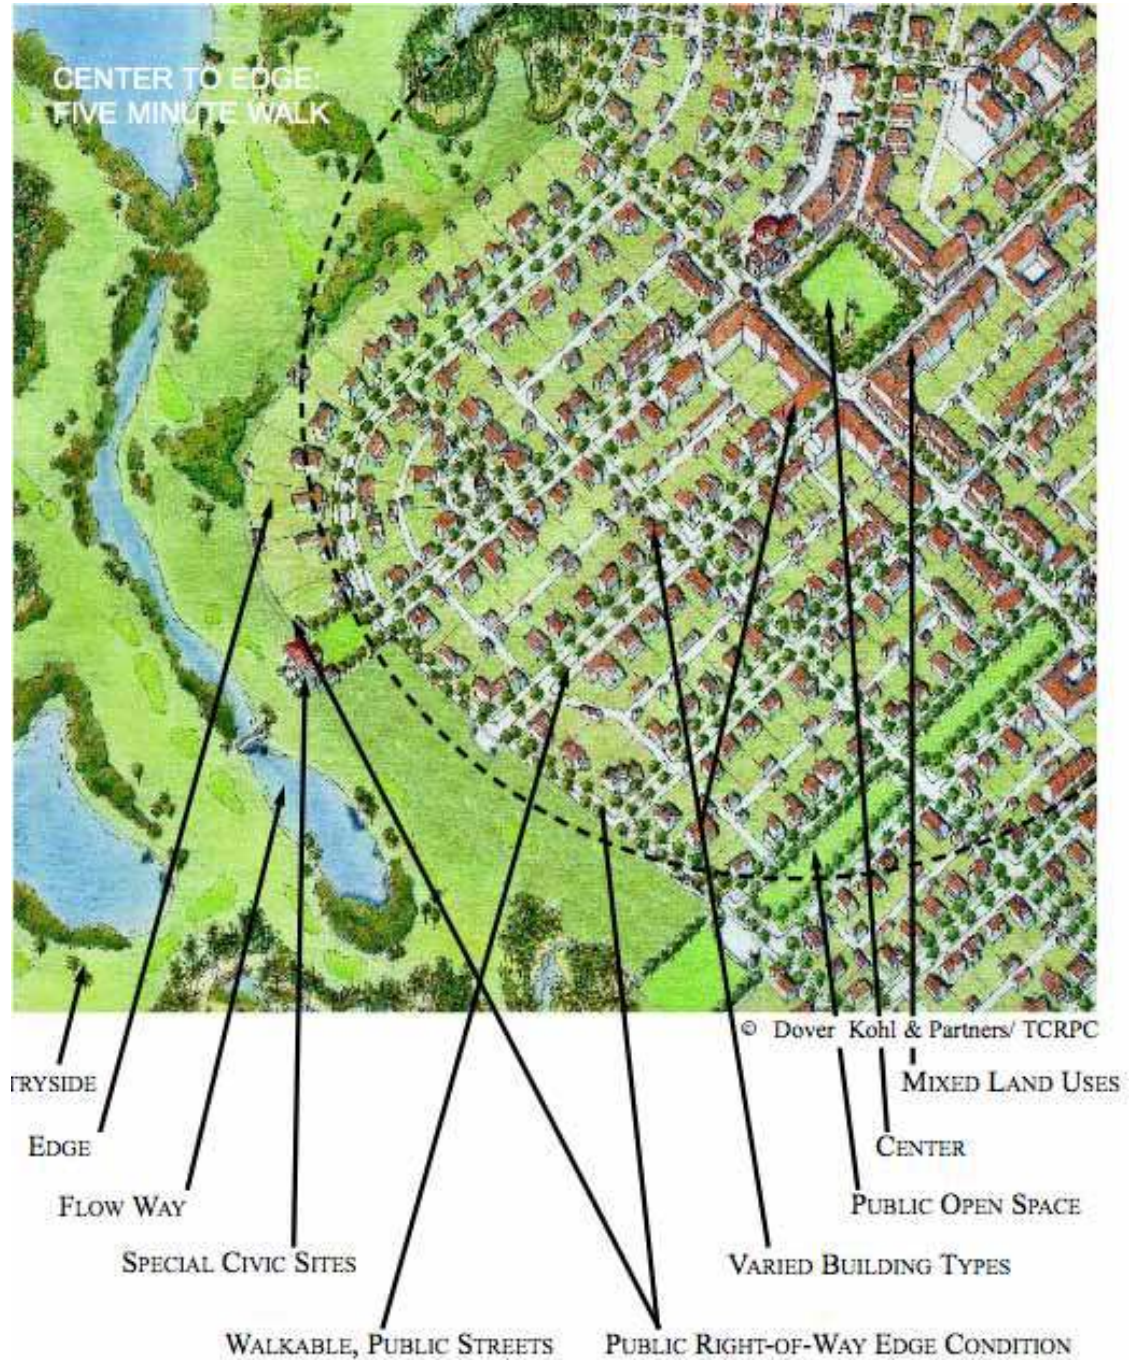 CENTER TO EDGE:
FIVE MINUTE WALK
© Dover Kohl & Partners/ TCRPC
TRYSIDE
MIXED LAND USES
EDGE
CENTER
FLOW WAY
PUBLIC OPEN SPACE
SPECIAL CIVIC SITES
VARIED BUILDING TYPES
WALKABLE, PUBLIC STREETS
PUBLIC RIGHT-OF-WAY EDGE CONDITION